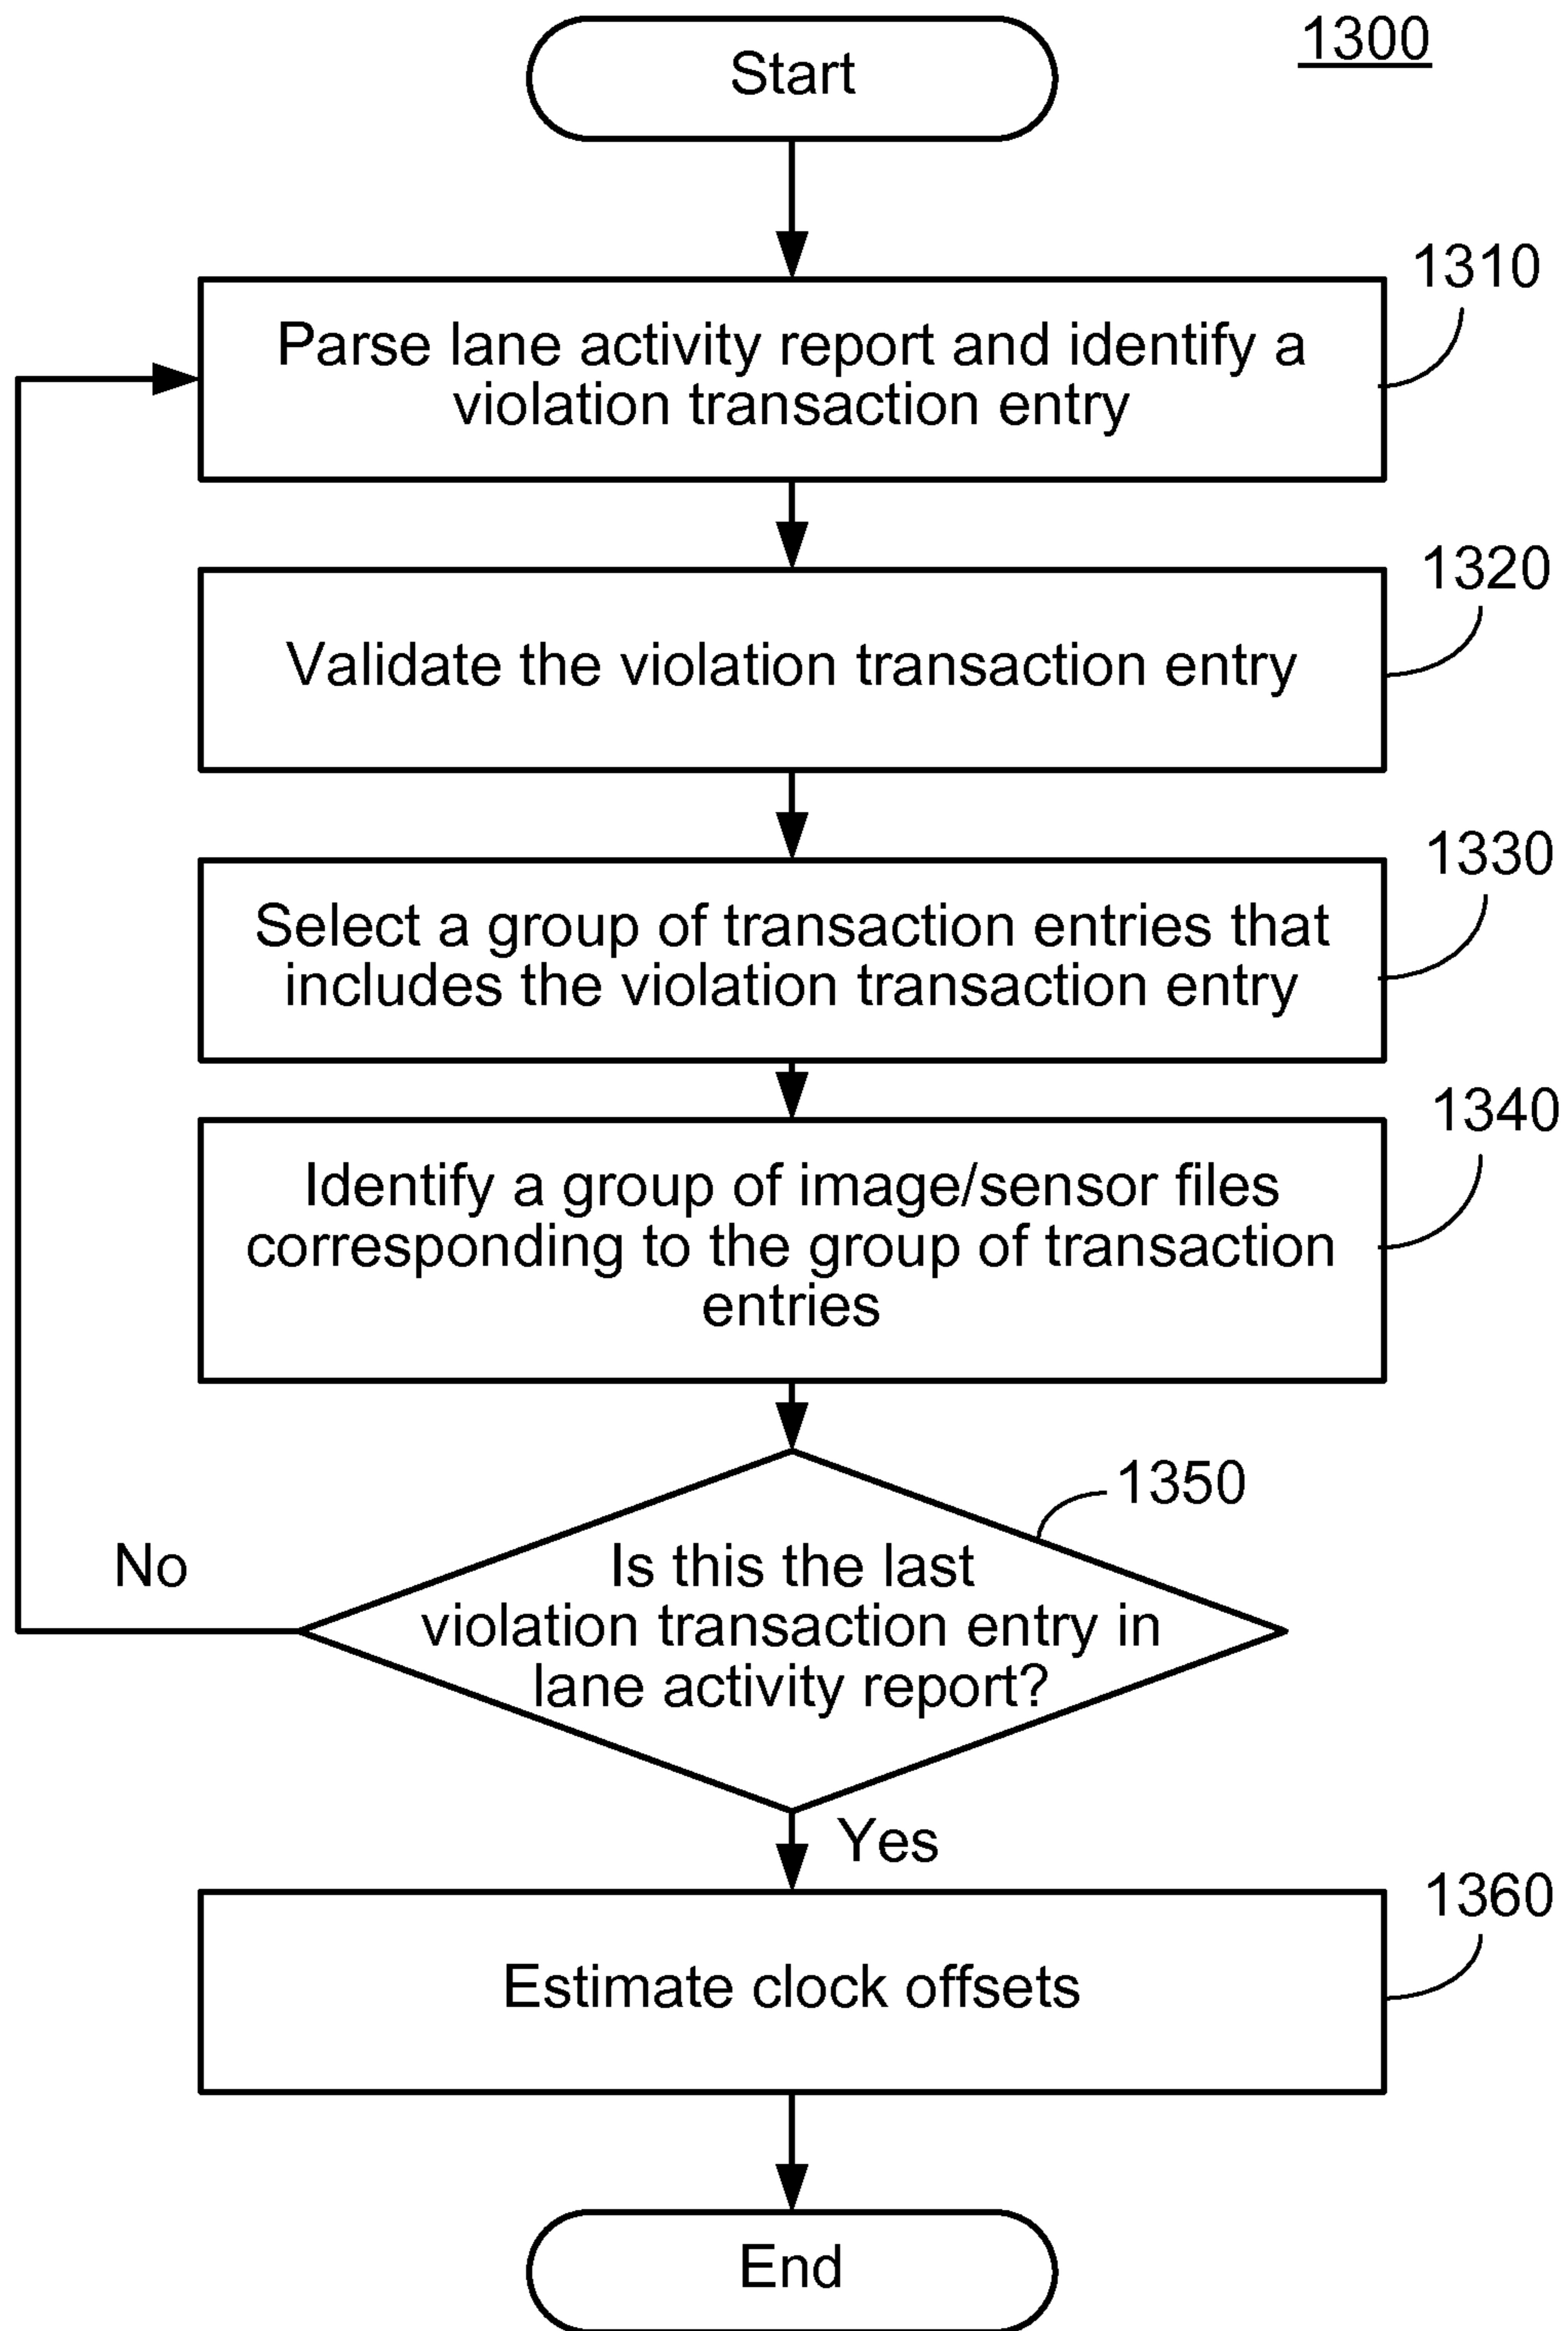 1300
Start
1310
Parse lane activity report and identify a
violation transaction entry
1320
Validate the violation transaction entry
1330
Select a group of transaction entries that
includes the violation transaction entry
1340
Identify a group of image/sensor files
corresponding to the group of transaction
entries
1350
Is this the last
violation transaction entry in
lane activity report?
No
Yes
1360
Estimate clock offsets
End